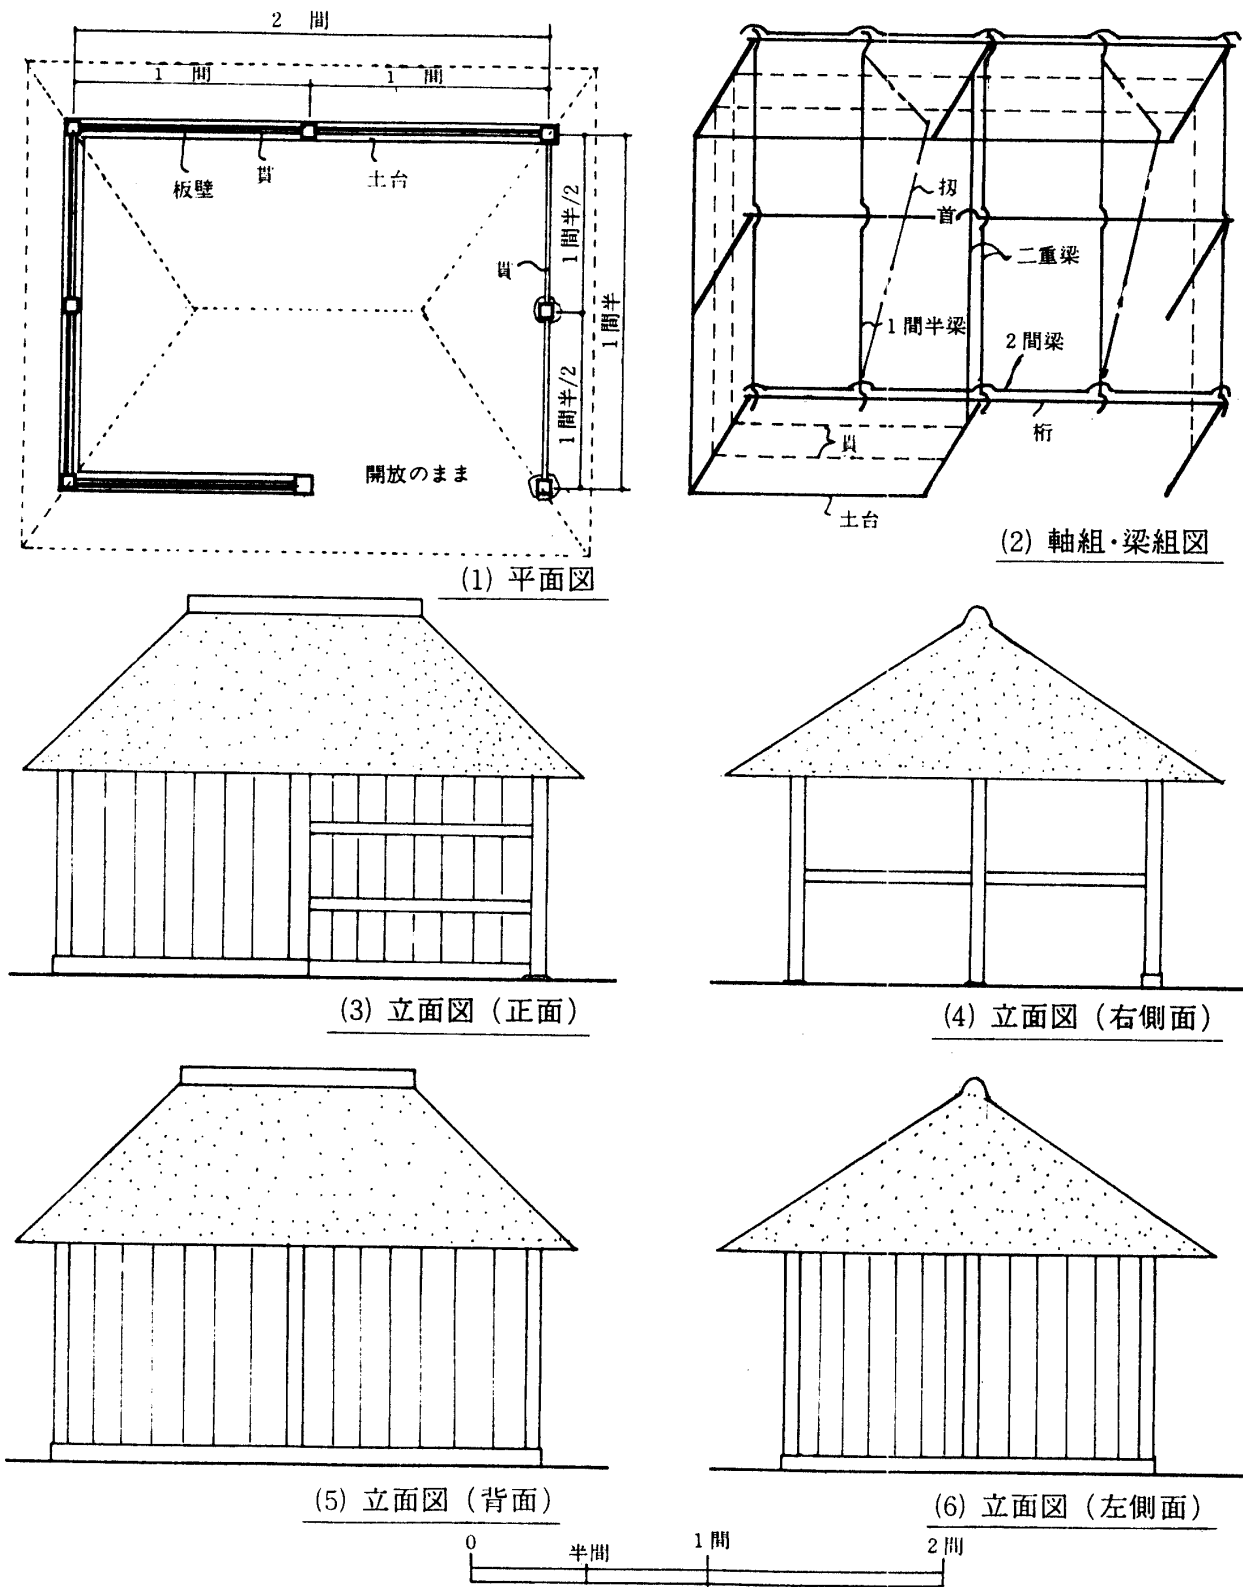 2 間
1 間
1 間
板壁
貫
土台
貫
1間半/2
1間半/2
1間半
開放のまま
(1) 平面図
扨
首
二重梁
1間半梁
2間梁
桁
貫
土台
(2) 軸組・梁組図
(3) 立面図 (正面)
(4) 立面図 (右側面)
(5) 立面図 (背面)
(6) 立面図 (左側面)
0
半間
1間
2間